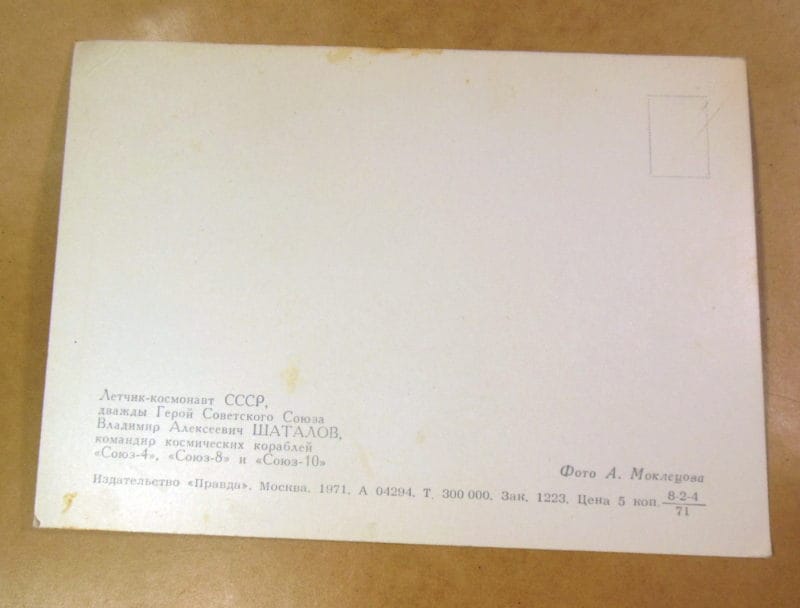 Летчик-космонавт СССР,
дважды Герой Советского Союза
Владимир Алексеевич ШАТАЛОВ,
командир космических кораблей
«Союз-4», «Союз-8» и «Союз-10»
Фото А. Моклецова
Издательство «Правда». Москва. 1971. А 04294. Т. 300 000. Зак. 1223. Цена 5 коп. 8-2-4
71